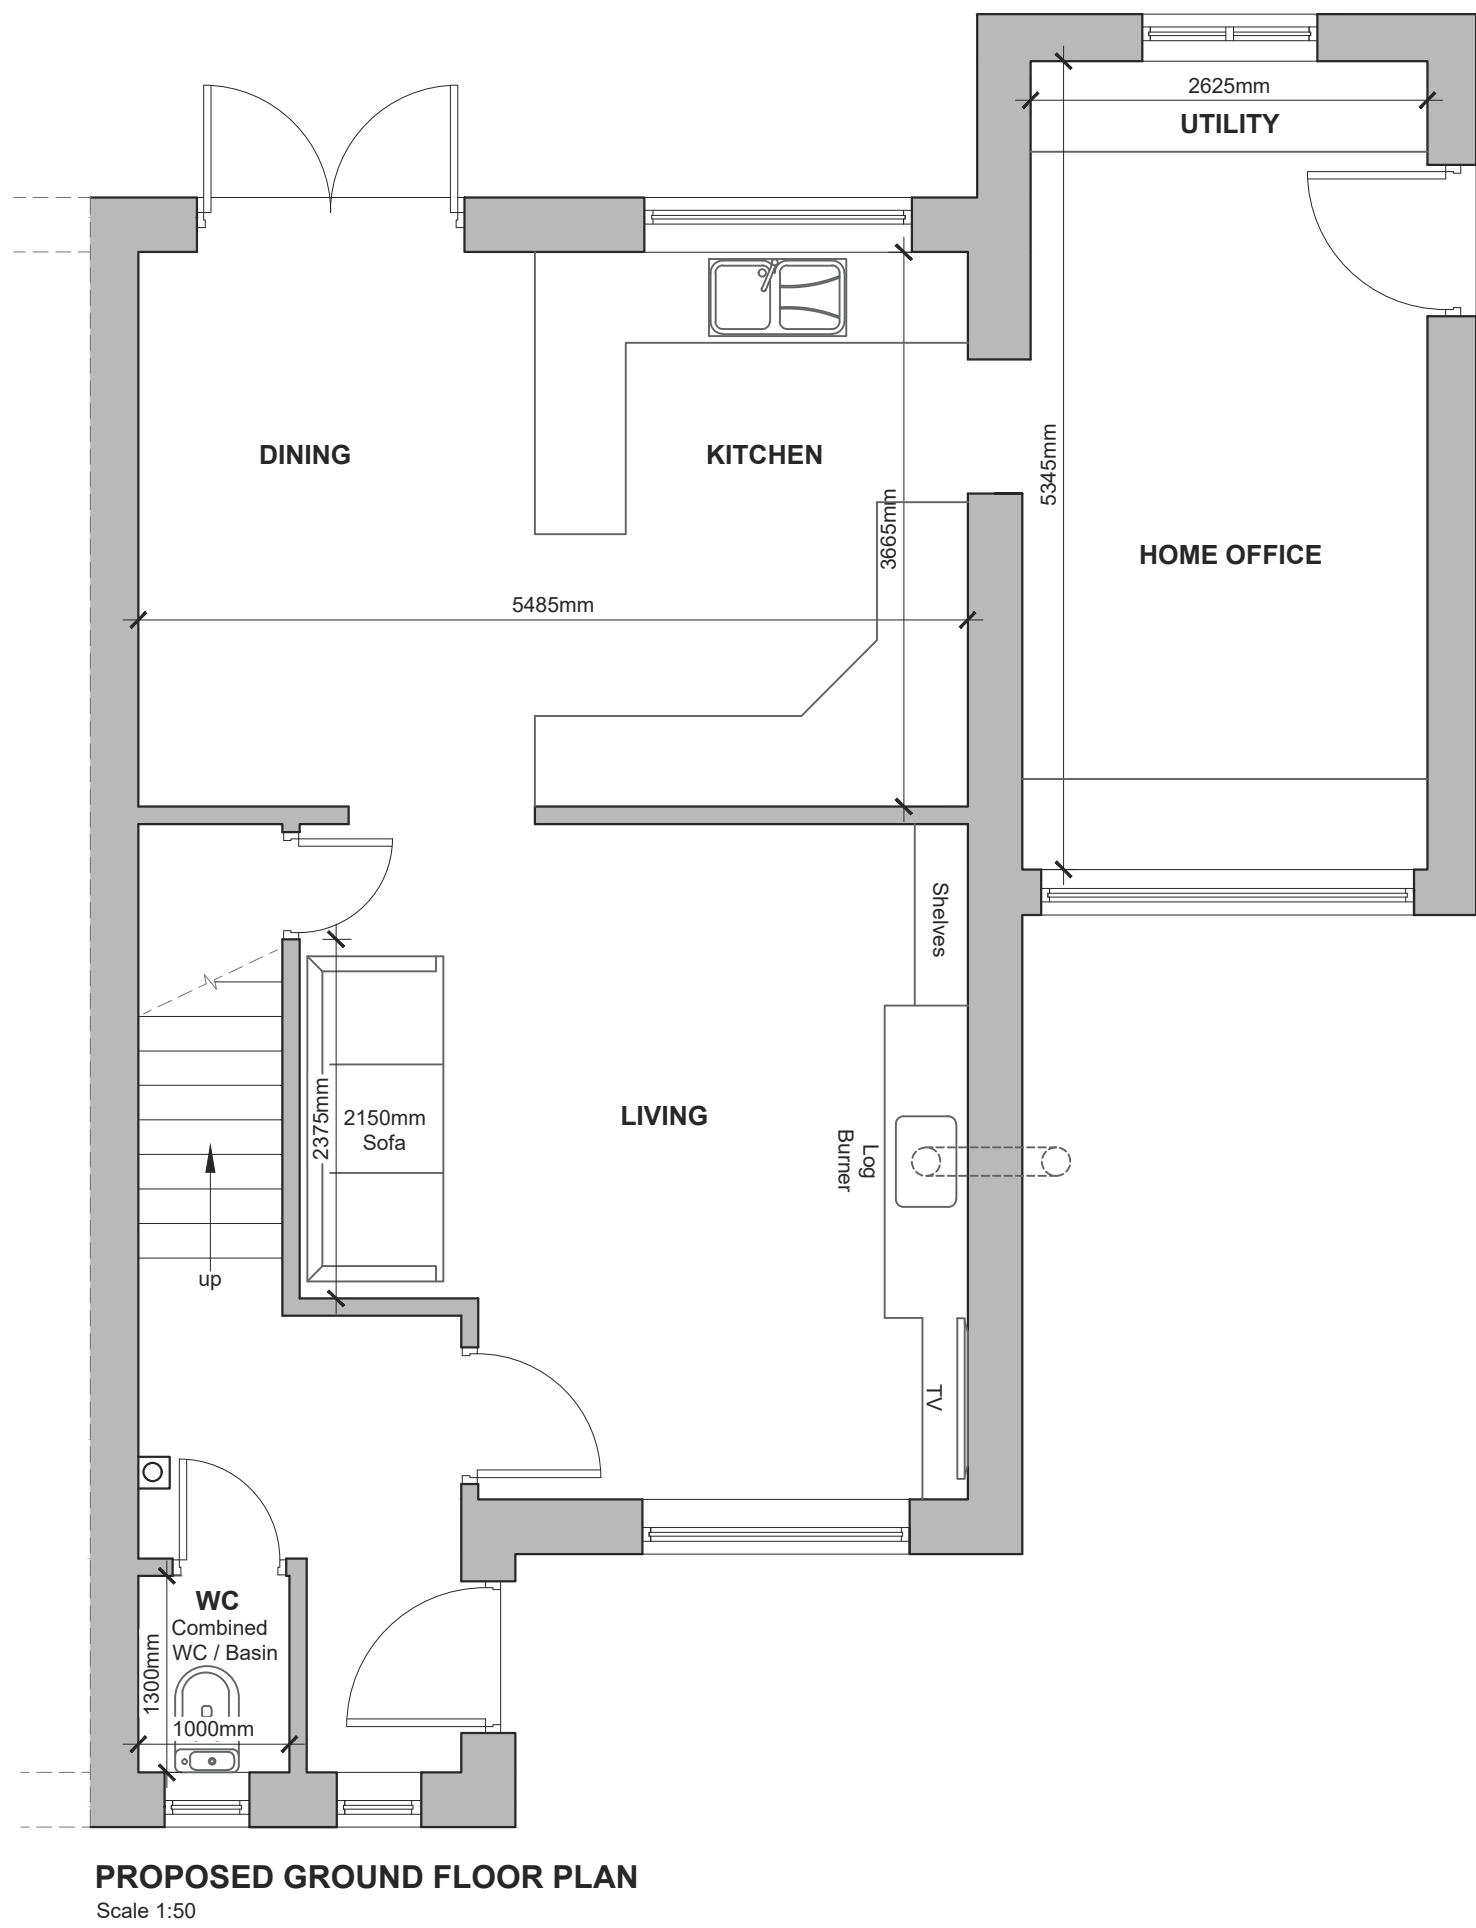 2625mm
UTILITY
DINING
KITCHEN
5345mm
3665mm
HOME OFFICE
5485mm
Shelves
2375mm
2150mm
Sofa
LIVING
Log
Burner
up
TV
WC
Combined
WC / Basin
1300mm
1000mm
PROPOSED GROUND FLOOR PLAN
Scale 1:50